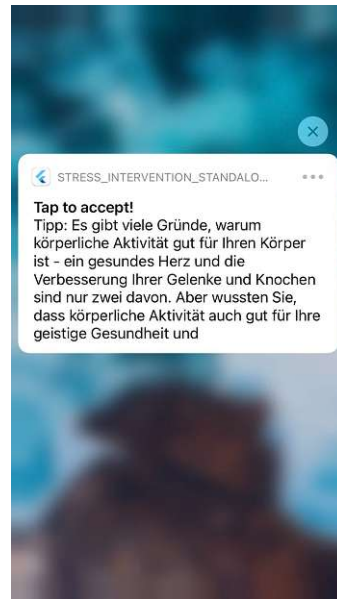 STRESS_INTERVENTION_STANDALO...
Tap to accept!
Tipp: Es gibt viele Gründe, warum
körperliche Aktivität gut für Ihren Körper
ist - ein gesundes Herz und die
Verbesserung Ihrer Gelenke und Knochen
sind nur zwei davon. Aber wussten Sie,
dass körperliche Aktivität auch gut für Ihre
geistige Gesundheit und